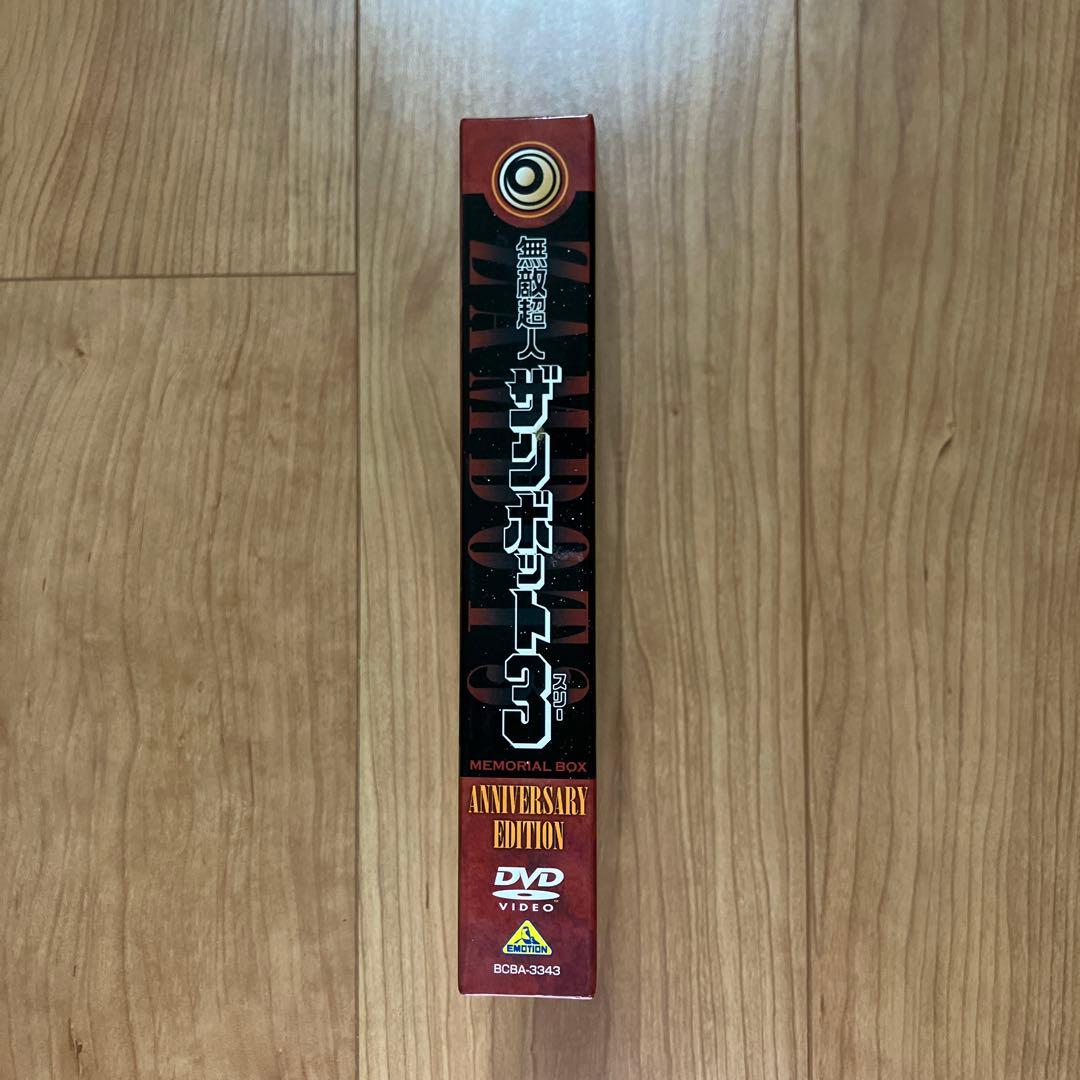 無敵超人
ザンボット3
スリー
MEMORIAL BOX
ANNIVERSARY
EDITION
DVD
VIDEO
EMOTION
BCBA-3343